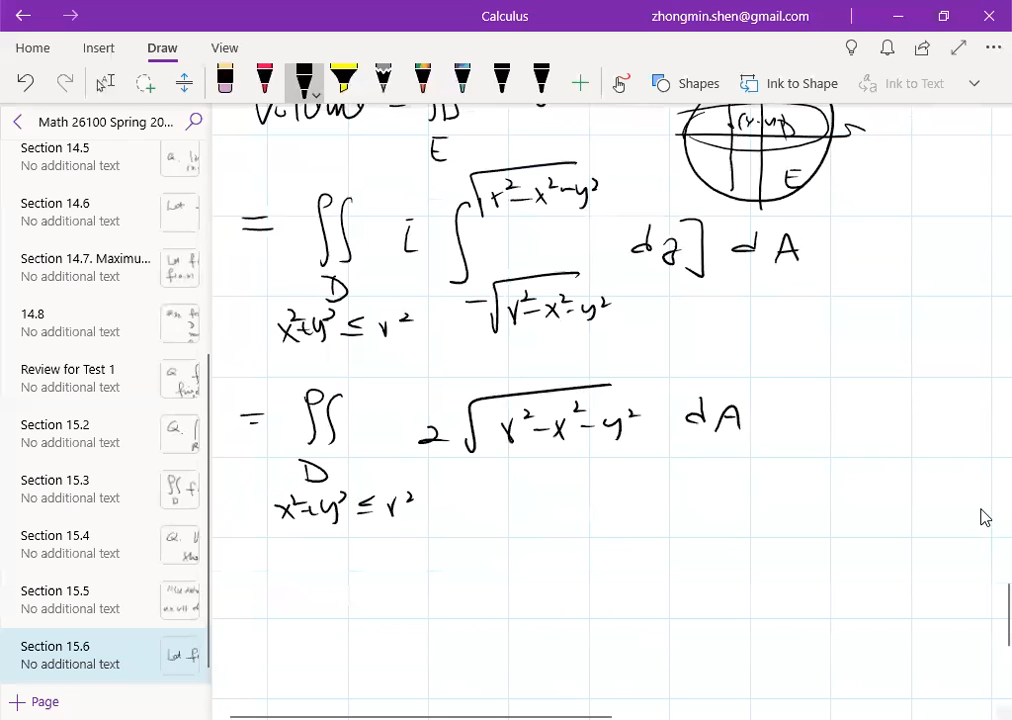 Calculus
zhongmin.shen@gmail.com
Home Insert Draw View
Shapes
Ink to Shape
Ink to Text
Math 26100 Spring 20...
Section 14.5
No additional text
Section 14.6
No additional text
Section 14.7. Maximu...
No additional text
14.8
No additional text
Review for Test 1
No additional text
Section 15.2
No additional text
Section 15.3
No additional text
Section 15.4
No additional text
Section 15.5
No additional text
Section 15.6
No additional text
Page
Volume =
E
(x, y)
E
= ∬ [ ∫ √r²-x²-y² dz] dA
D
-√r²-x²-y²
x²+y² ≤ r²
= ∬ 2 √r²-x²-y² dA
D
x²+y² ≤ r²